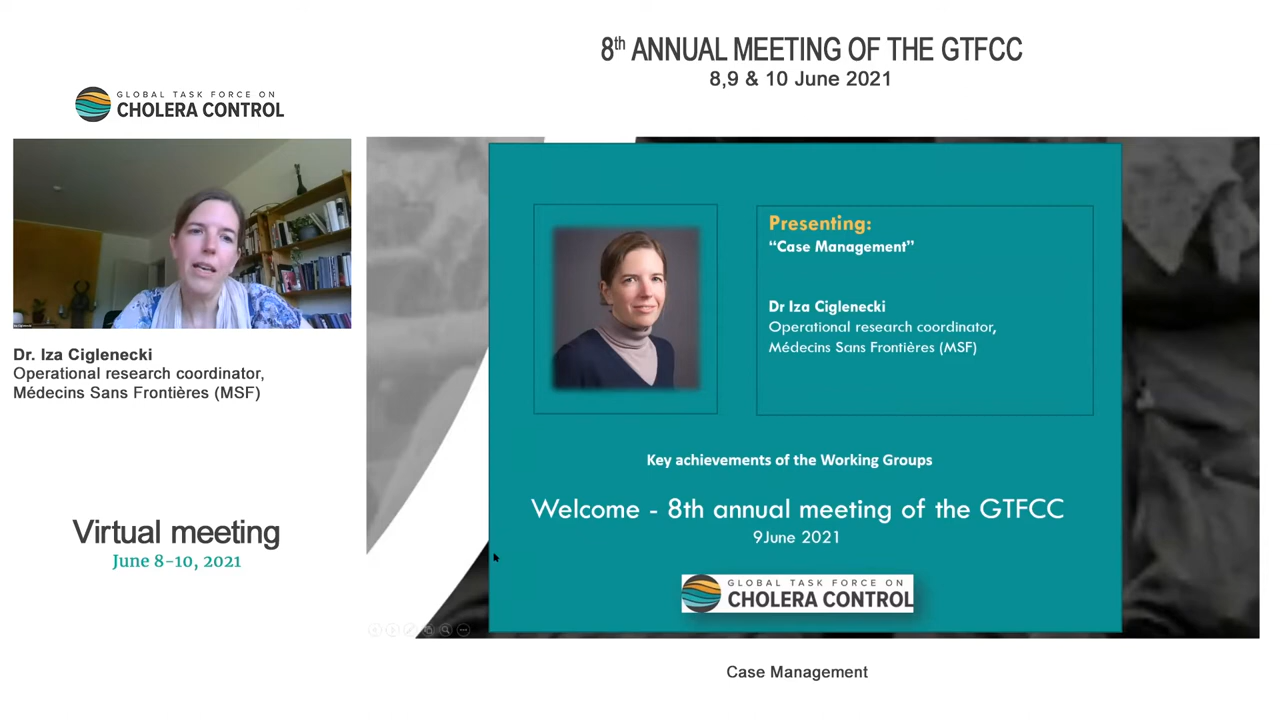 8th ANNUAL MEETING OF THE GTFCC
8,9 & 10 June 2021
GLOBAL TASK FORCE ON
CHOLERA CONTROL
Dr. Iza Ciglenecki
Operational research coordinator,
Médecins Sans Frontières (MSF)
Virtual meeting
June 8-10, 2021
Presenting:
“Case Management”
Dr Iza Ciglenecki
Operational research coordinator,
Médecins Sans Frontières (MSF)
Key achievements of the Working Groups
Welcome - 8th annual meeting of the GTFCC
9June 2021
GLOBAL TASK FORCE ON
CHOLERA CONTROL
Case Management